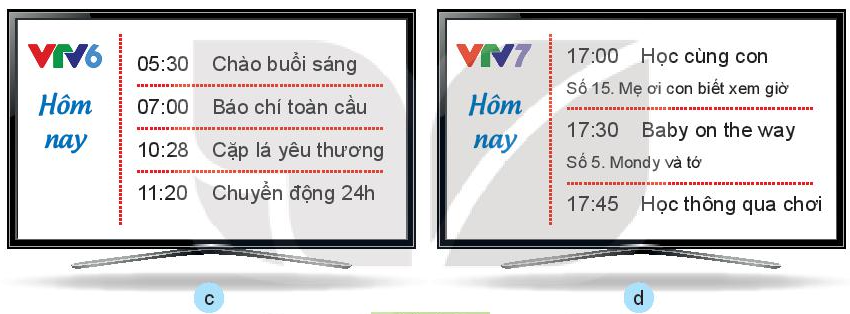 VTV6
Hôm nay
05:30 Chào buổi sáng
07:00 Báo chí toàn cầu
10:28 Cặp lá yêu thương
11:20 Chuyển động 24h
c
VTV7
Hôm nay
17:00 Học cùng con
Số 15. Mẹ ơi con biết xem giờ
17:30 Baby on the way
Số 5. Mondy và tớ
17:45 Học thông qua chơi
d